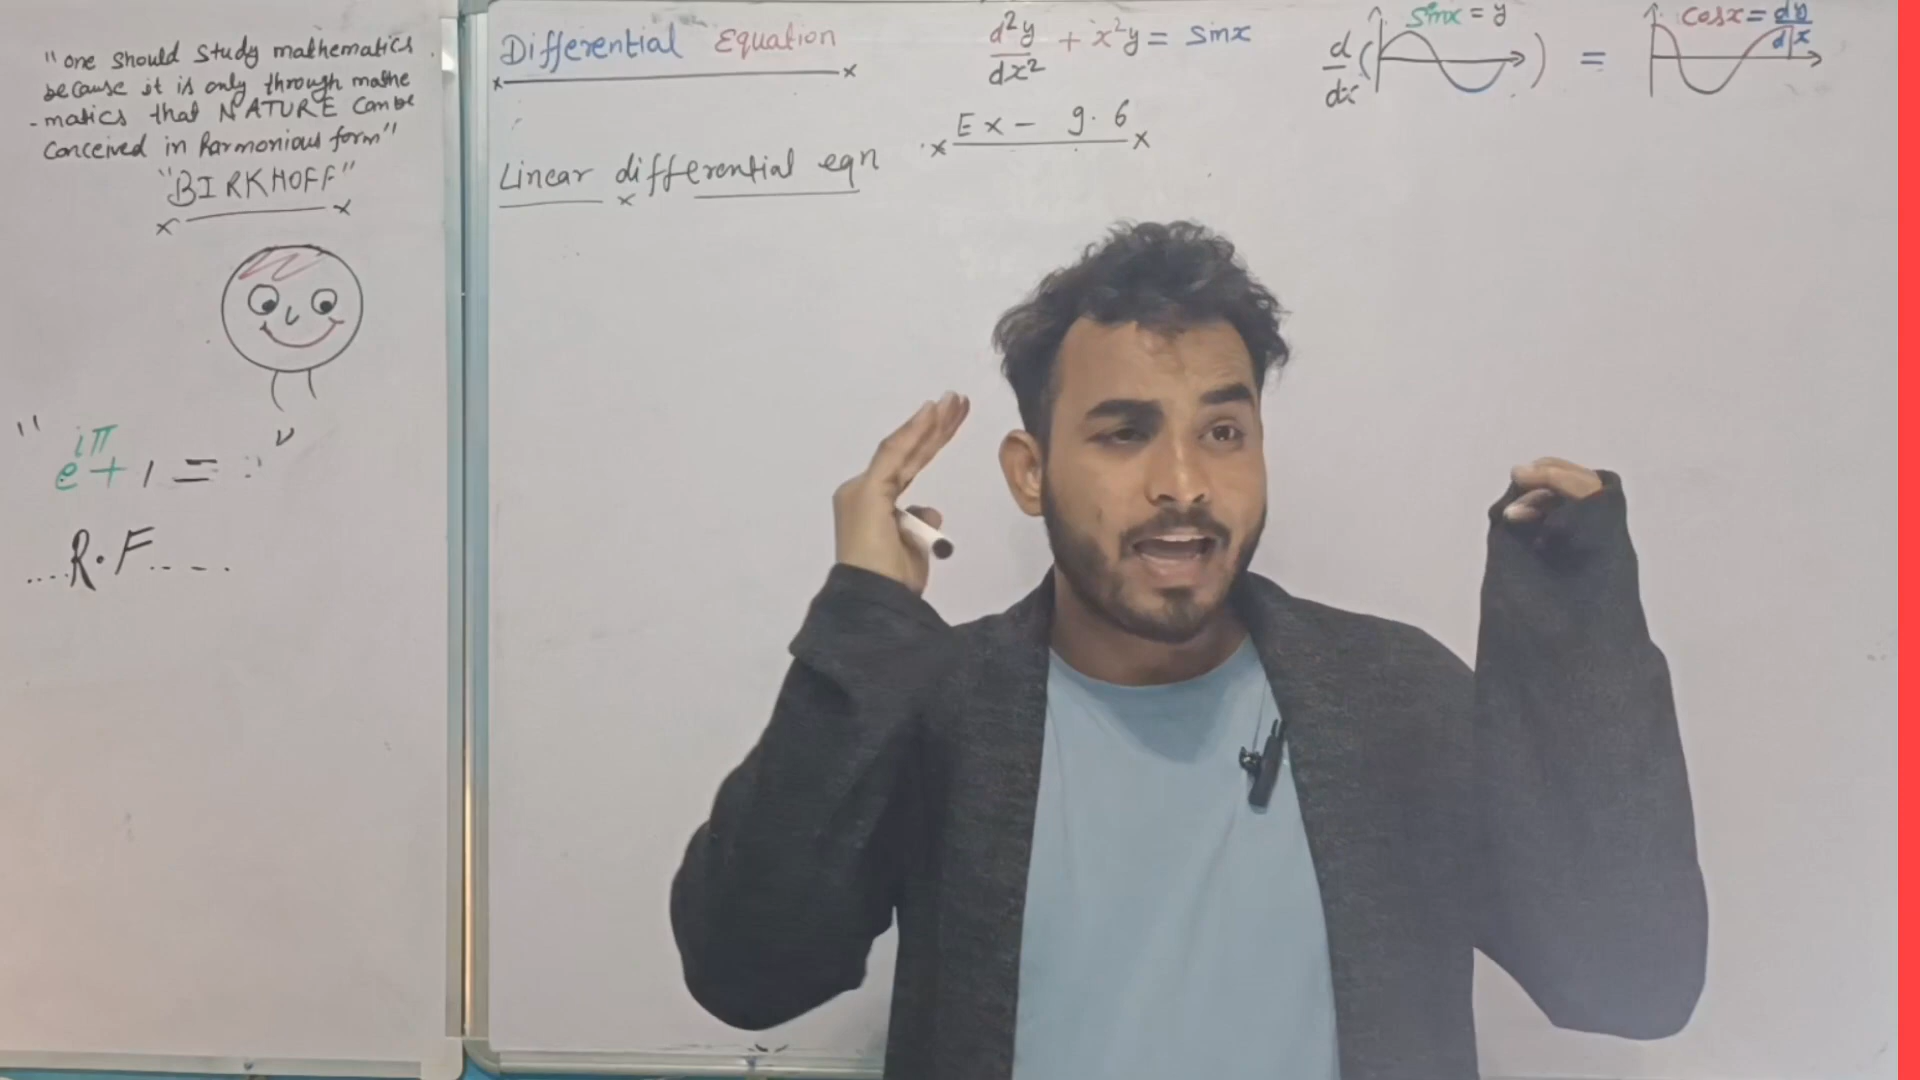 "one should study mathematics
because it is only through mathe
-matics that NATURE can be
conceived in harmonious form"
"BIRKHOFF"
"e^{iπ} + 1 = "
....R.F.....
Differential Equation
d²y/dx² + x²y = sinx
Ex - 9.6
Linear differential eqn
d/dx ( sinx = y ) = cosx = dy/dx